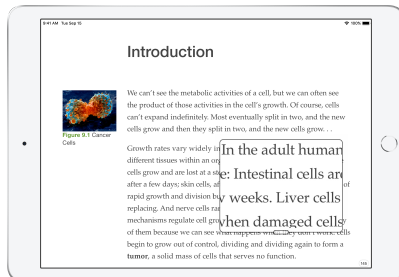 9:41 AM Tue Sep 15
100%
Introduction
Figure 9.1 Cancer
Cells
We can't see the metabolic activities of a cell, but we can often see
the product of those activities in the cell's growth. Of course, cells
can't expand indefinitely. Most eventually split in two, and the new
cells grow and then they split in two, and the new cells grow. . .
Growth rates vary widely in
different tissues within an or
cells grow and are lost at a
after a few days; skin cells, af
of
rapid growth and division bu
replacing. And nerve cells ra
mechanisms regulate cell gro
of them because we can see what happens when they don't work. Cells
begin to grow out of control, dividing and dividing again to form a
tumor, a solid mass of cells that serves no function.
In the adult human
e: Intestinal cells are
y weeks. Liver cells
when damaged cells
155